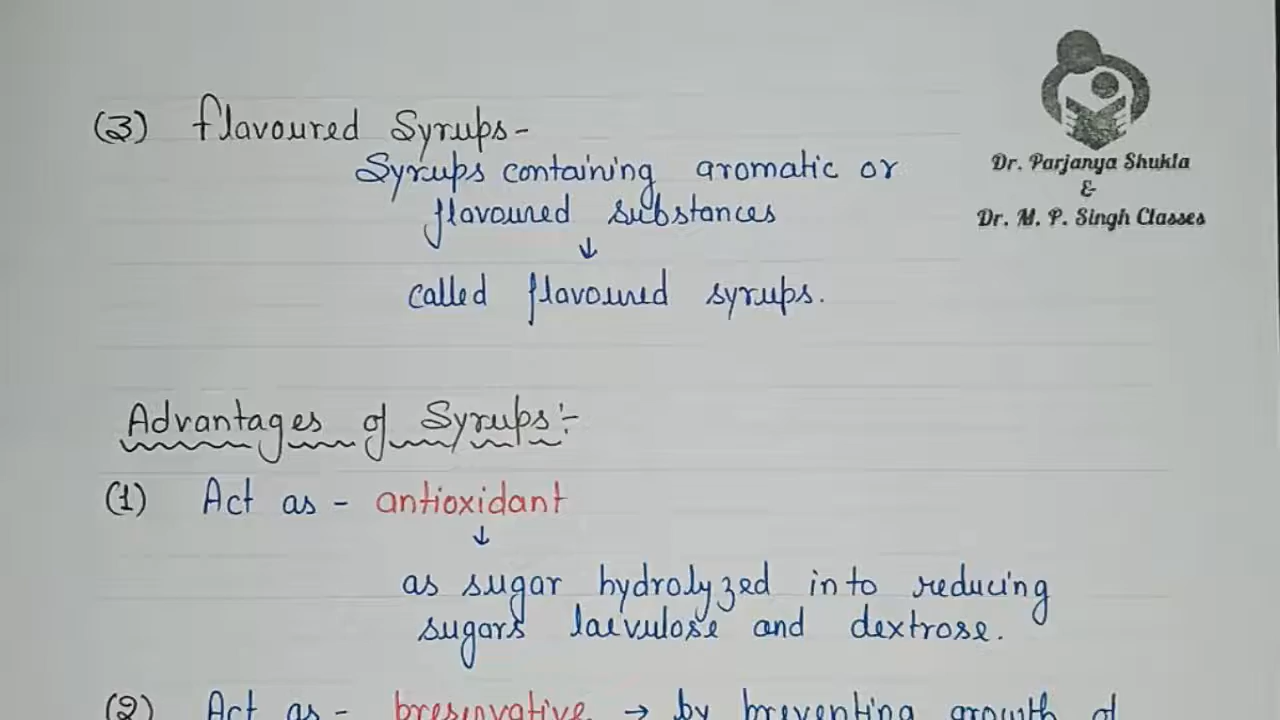 (3) flavoured Syrups-
Syrups containing aromatic or
flavoured substances
↓
called flavoured syrups.
Advantages of Syrups:-
(1) Act as - antioxidant
↓
as sugar hydrolyzed into reducing
sugars laevulose and dextrose.
(2) Act as - preservative → by preventing growth of
Dr. Parjanya Shukla
&
Dr. M. P. Singh Classes